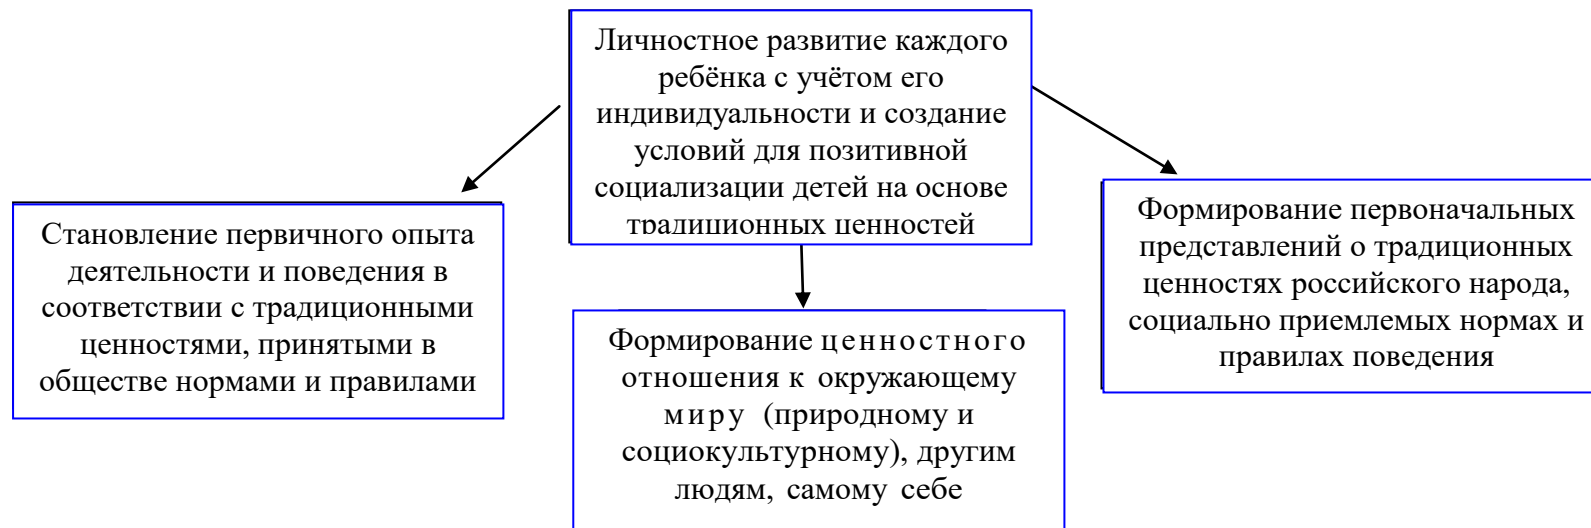 Личностное развитие каждого
ребёнка с учётом его
индивидуальности и создание
условий для позитивной
социализации детей на основе
традиционных ценностей
Становление первичного опыта
деятельности и поведения в
соответствии с традиционными
ценностями, принятыми в
обществе нормами и правилами
Формирование ценностного
отношения к окружающему
миру (природному и
социокультурному), другим
людям, самому себе
Формирование первоначальных
представлений о традиционных
ценностях российского народа,
социально приемлемых нормах и
правилах поведения